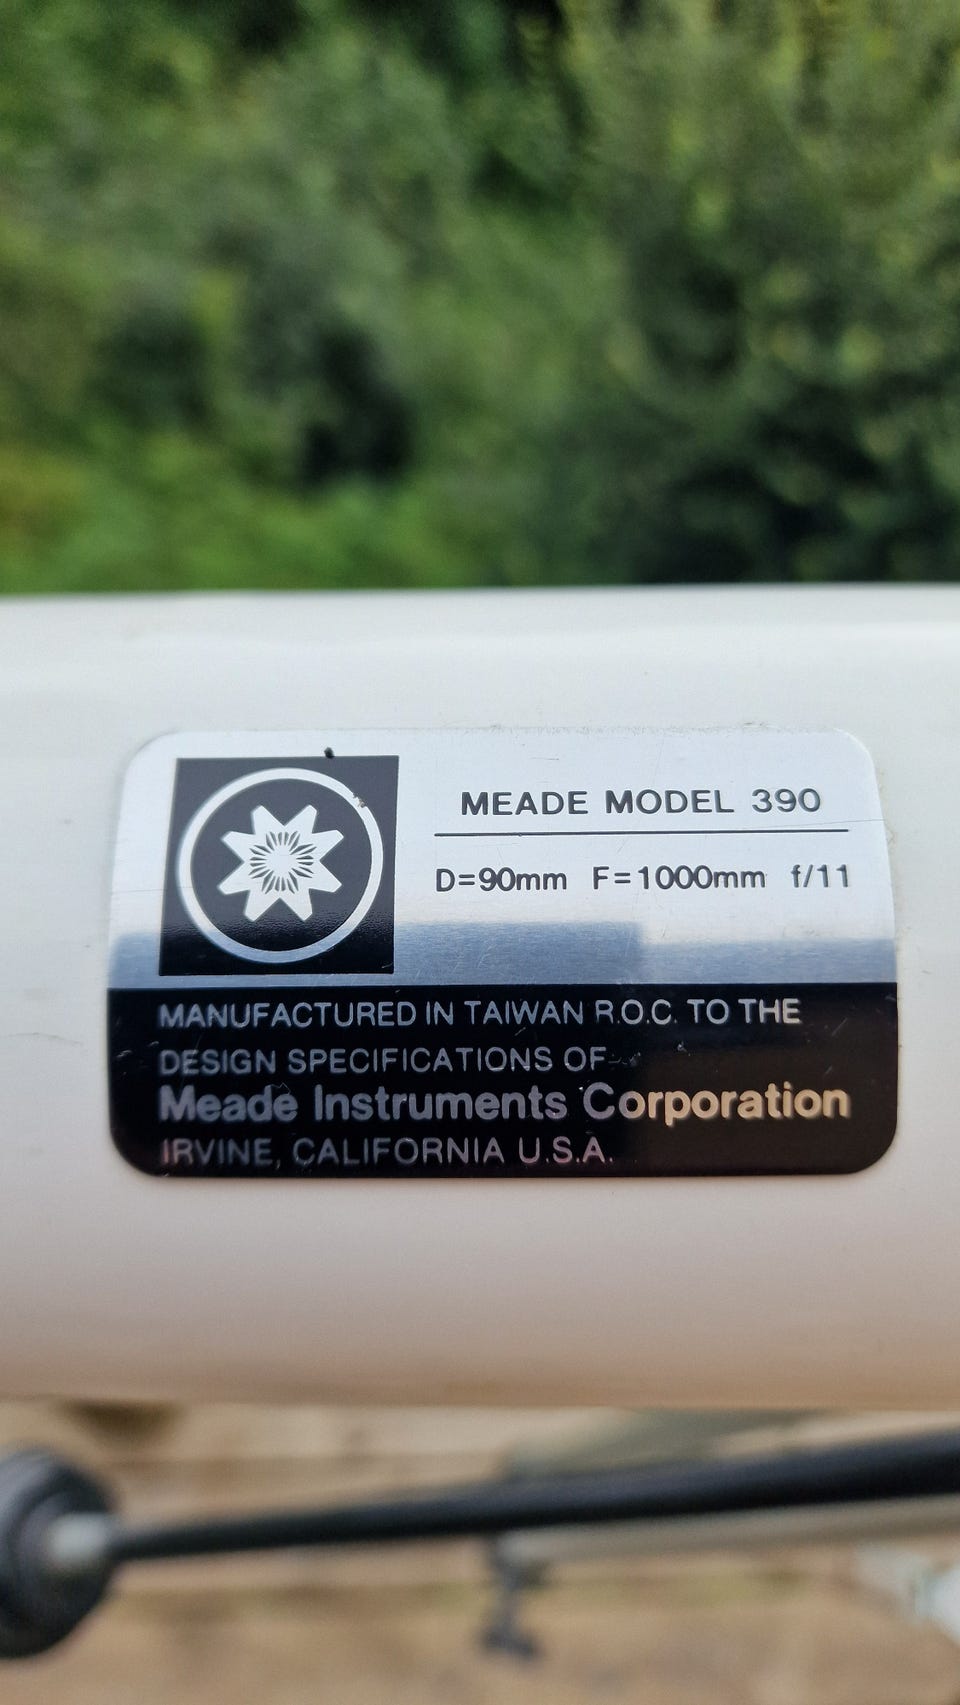 MEADE MODEL 390
D=90mm F=1000mm f/11
MANUFACTURED IN TAIWAN R.O.C. TO THE
DESIGN SPECIFICATIONS OF
Meade Instruments Corporation
IRVINE, CALIFORNIA U.S.A.